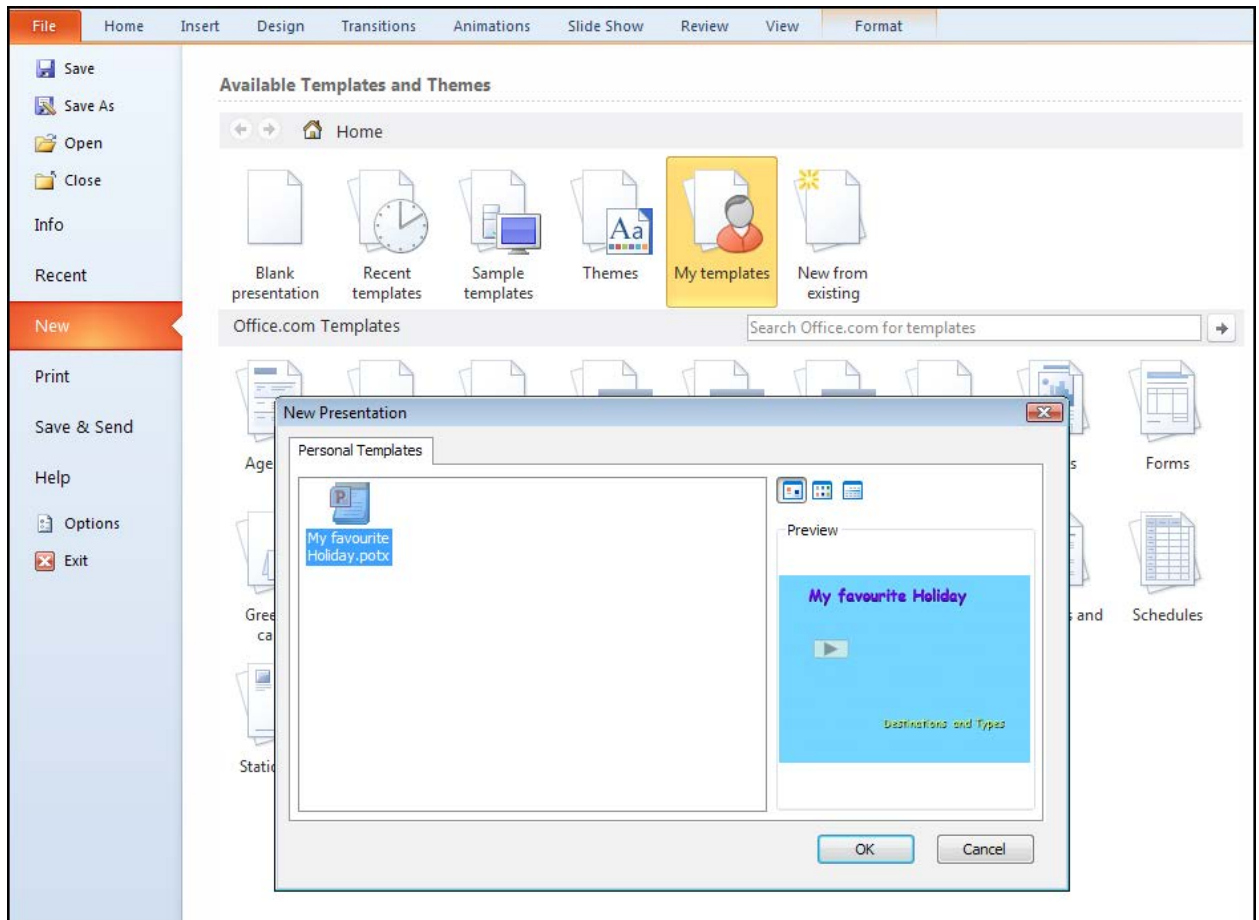 File Home Insert Design Transitions Animations Slide Show Review View Format
Save
Save As
Open
Close
Info
Recent
New
Print
Save & Send
Help
Options
Exit
Available Templates and Themes
Home
Blank presentation
Recent templates
Sample templates
Themes
Aa
My templates
New from existing
Office.com Templates
Search Office.com for templates
Forms
Schedules
and
New Presentation
Personal Templates
P
My favourite
Holiday.potx
Preview
My favourite Holiday
Destinations and Types
OK Cancel